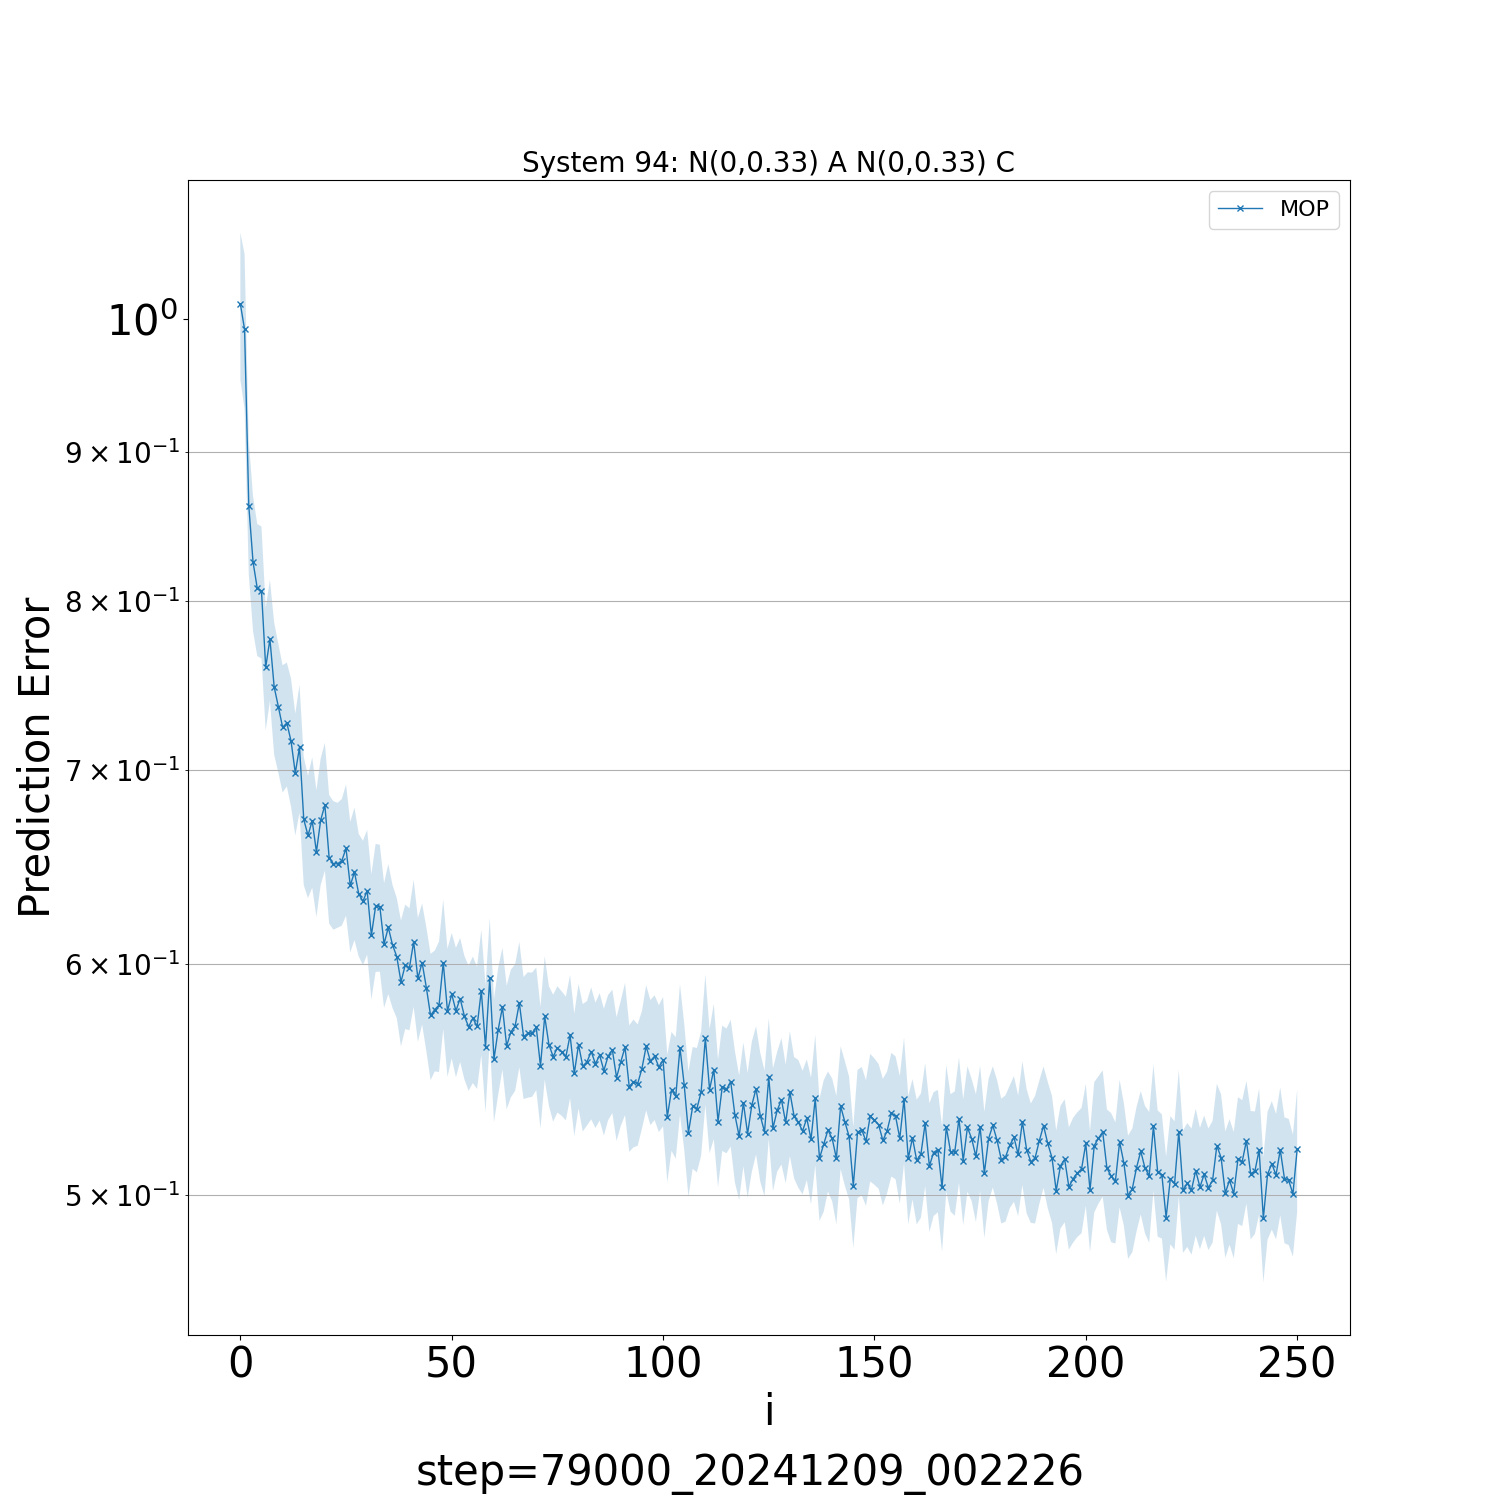 System 94: N(0,0.33) A N(0,0.33) C
MOP
Prediction Error
10⁰
9 × 10⁻¹
8 × 10⁻¹
7 × 10⁻¹
6 × 10⁻¹
5 × 10⁻¹
0 50 100 150 200 250
i
step=79000_20241209_002226